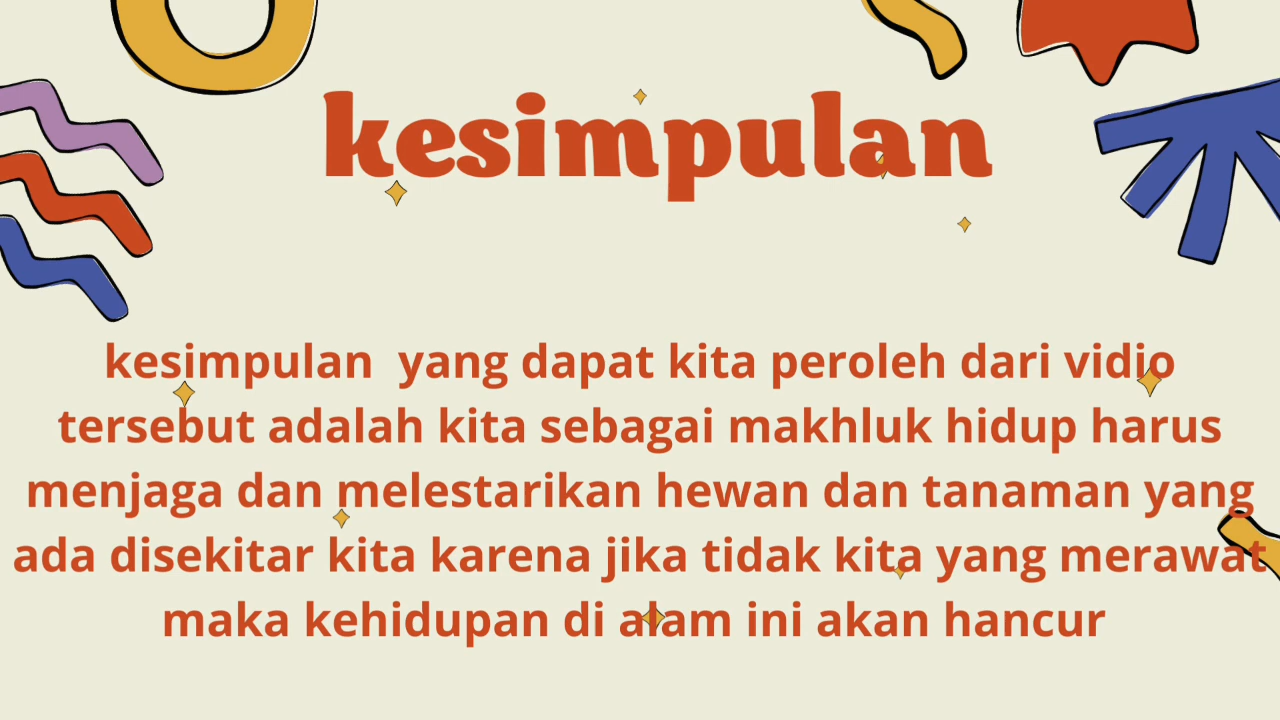 kesimpulan
kesimpulan yang dapat kita peroleh dari vidio
tersebut adalah kita sebagai makhluk hidup harus
menjaga dan melestarikan hewan dan tanaman yang
ada disekitar kita karena jika tidak kita yang merawat
maka kehidupan di alam ini akan hancur